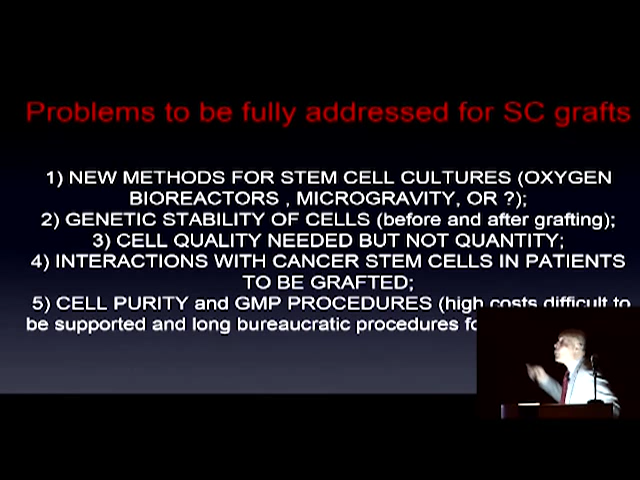 Problems to be fully addressed for SC grafts
1) NEW METHODS FOR STEM CELL CULTURES (OXYGEN
BIOREACTORS , MICROGRAVITY, OR ?);
2) GENETIC STABILITY OF CELLS (before and after grafting);
3) CELL QUALITY NEEDED BUT NOT QUANTITY;
4) INTERACTIONS WITH CANCER STEM CELLS IN PATIENTS
TO BE GRAFTED;
5) CELL PURITY and GMP PROCEDURES (high costs difficult to
be supported and long bureaucratic procedures